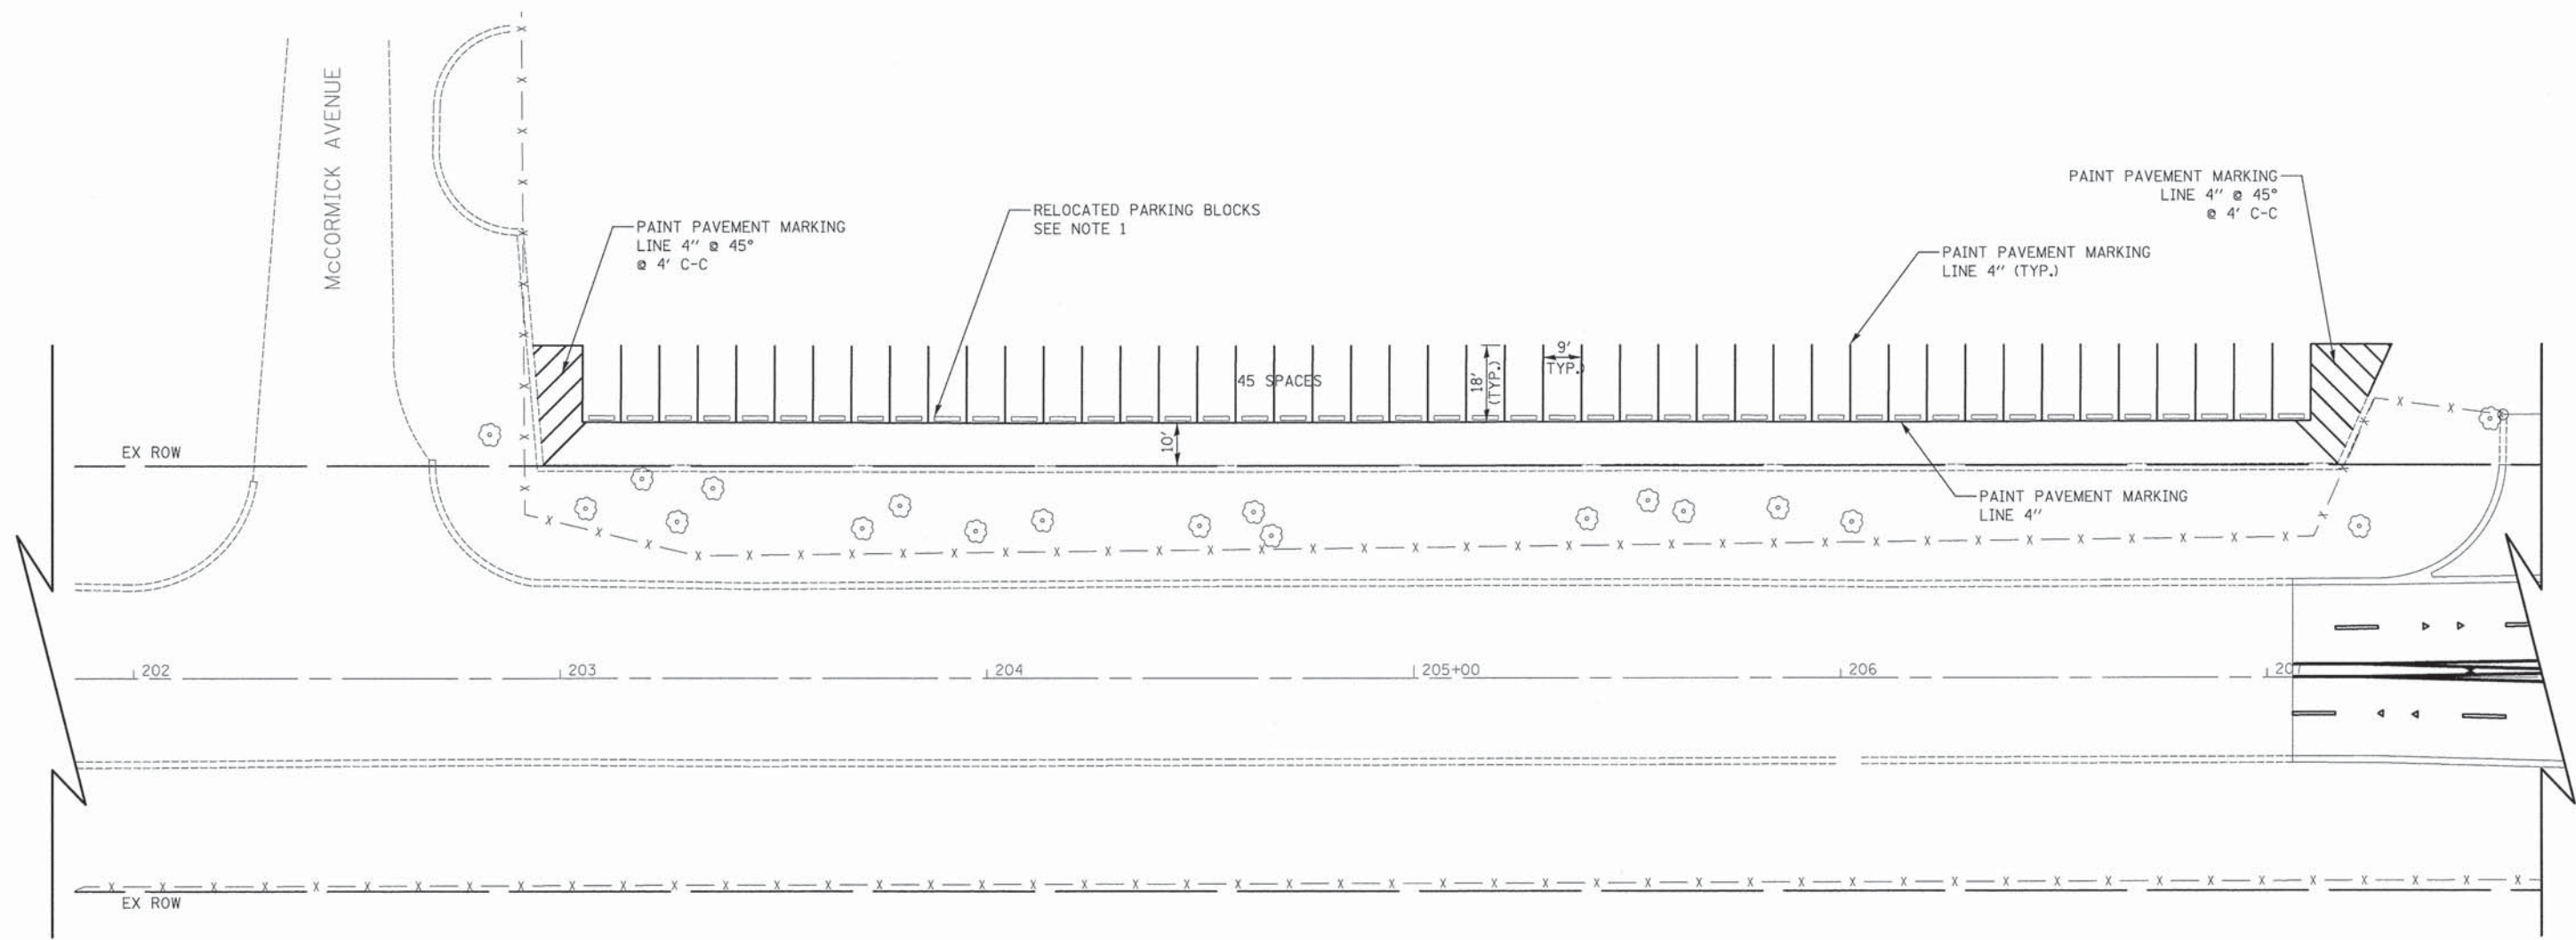 McCORMICK AVENUE
PAINT PAVEMENT MARKING
LINE 4" @ 45°
@ 4' C-C
RELOCATED PARKING BLOCKS
SEE NOTE 1
PAINT PAVEMENT MARKING
LINE 4" @ 45°
@ 4' C-C
PAINT PAVEMENT MARKING
LINE 4" (TYP.)
45 SPACES
18'
(TYP.)
9'
TYP.)
10'
EX ROW
PAINT PAVEMENT MARKING
LINE 4"
202
203
204
205+00
206
207
EX ROW